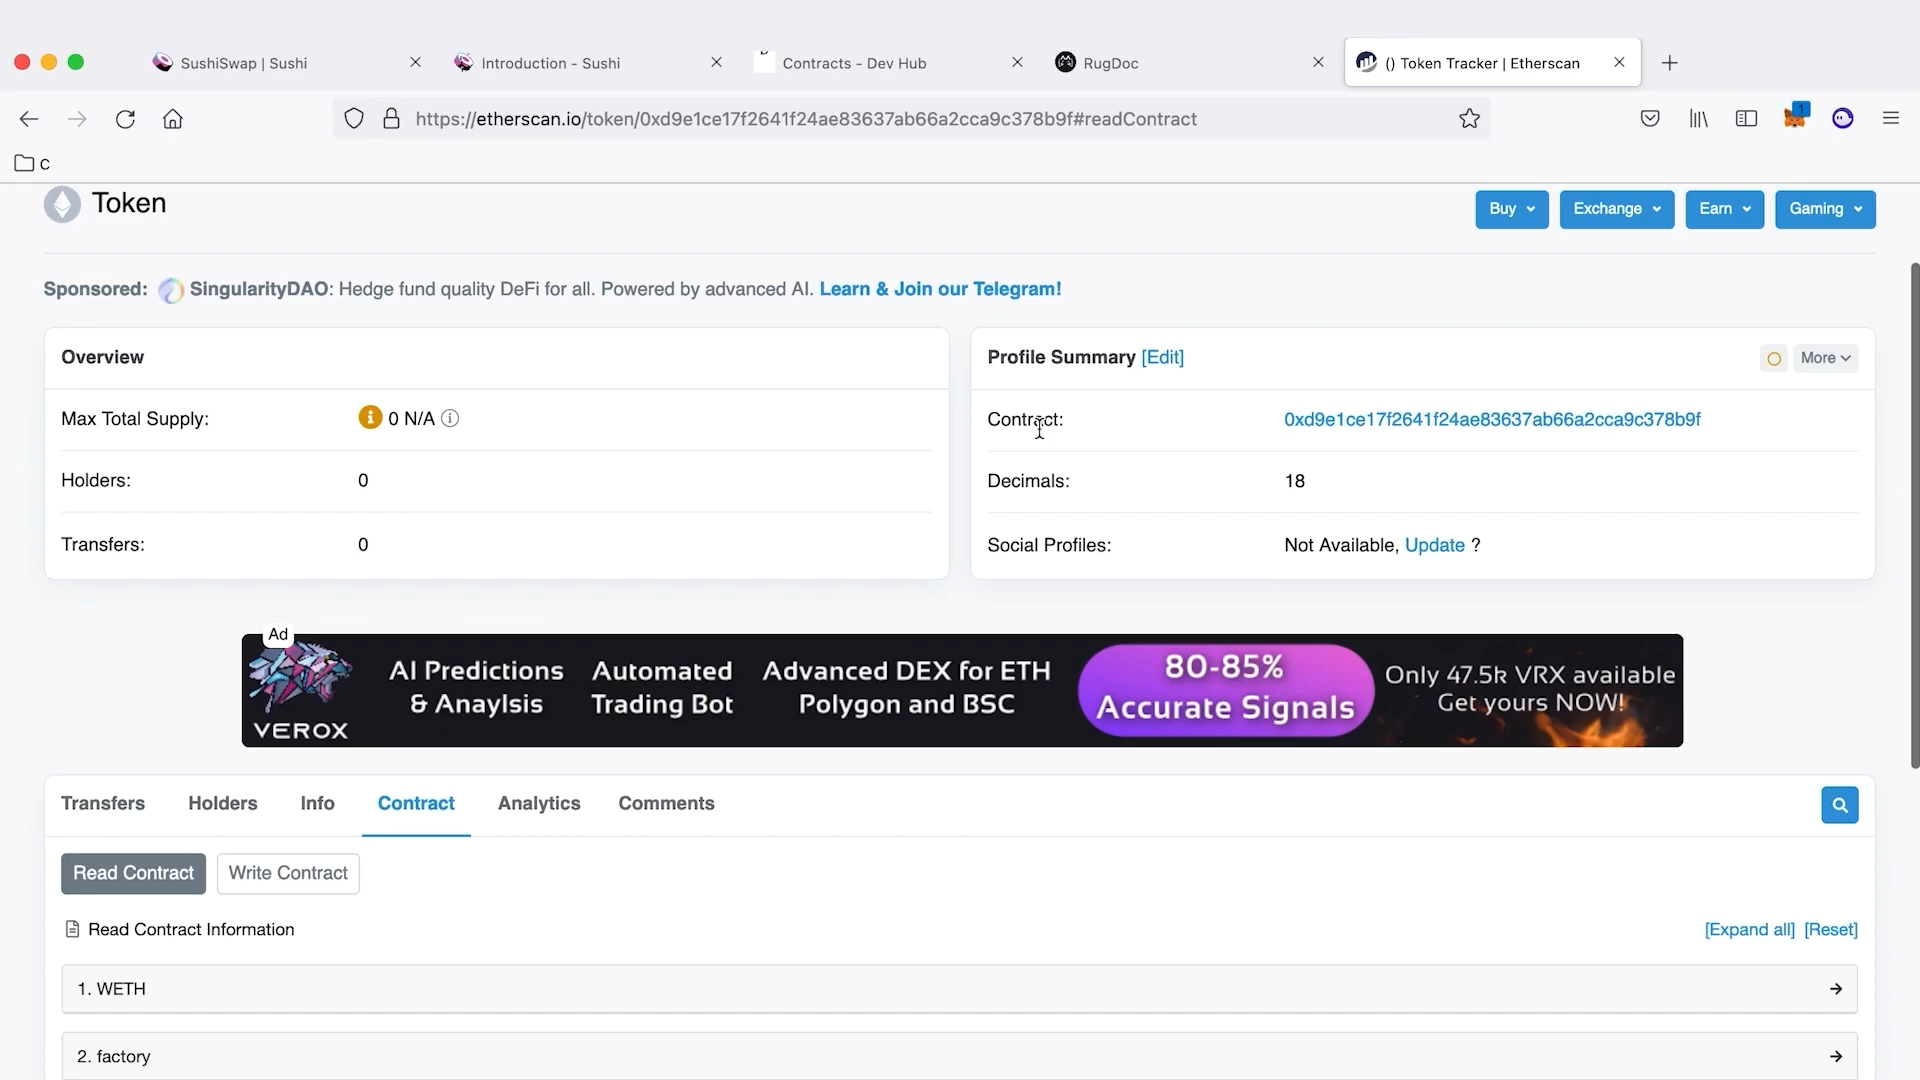 SushiSwap | Sushi
Introduction - Sushi
Contracts - Dev Hub
RugDoc
() Token Tracker | Etherscan
https://etherscan.io/token/0xd9e1ce17f2641f24ae83637ab66a2cca9c378b9f#readContract
1
C
Token
Buy
Exchange
Earn
Gaming
Sponsored: SingularityDAO: Hedge fund quality DeFi for all. Powered by advanced AI. Learn & Join our Telegram!
Overview
Max Total Supply: 0 N/A
Holders: 0
Transfers: 0
Profile Summary [Edit]
More
Contract: 0xd9e1ce17f2641f24ae83637ab66a2cca9c378b9f
Decimals: 18
Social Profiles: Not Available, Update ?
Ad
VEROX
AI Predictions
& Anaylsis
Automated
Trading Bot
Advanced DEX for ETH
Polygon and BSC
80-85%
Accurate Signals
Only 47.5k VRX available
Get yours NOW!
Transfers
Holders
Info
Contract
Analytics
Comments
Read Contract
Write Contract
Read Contract Information
[Expand all] [Reset]
1. WETH
2. factory